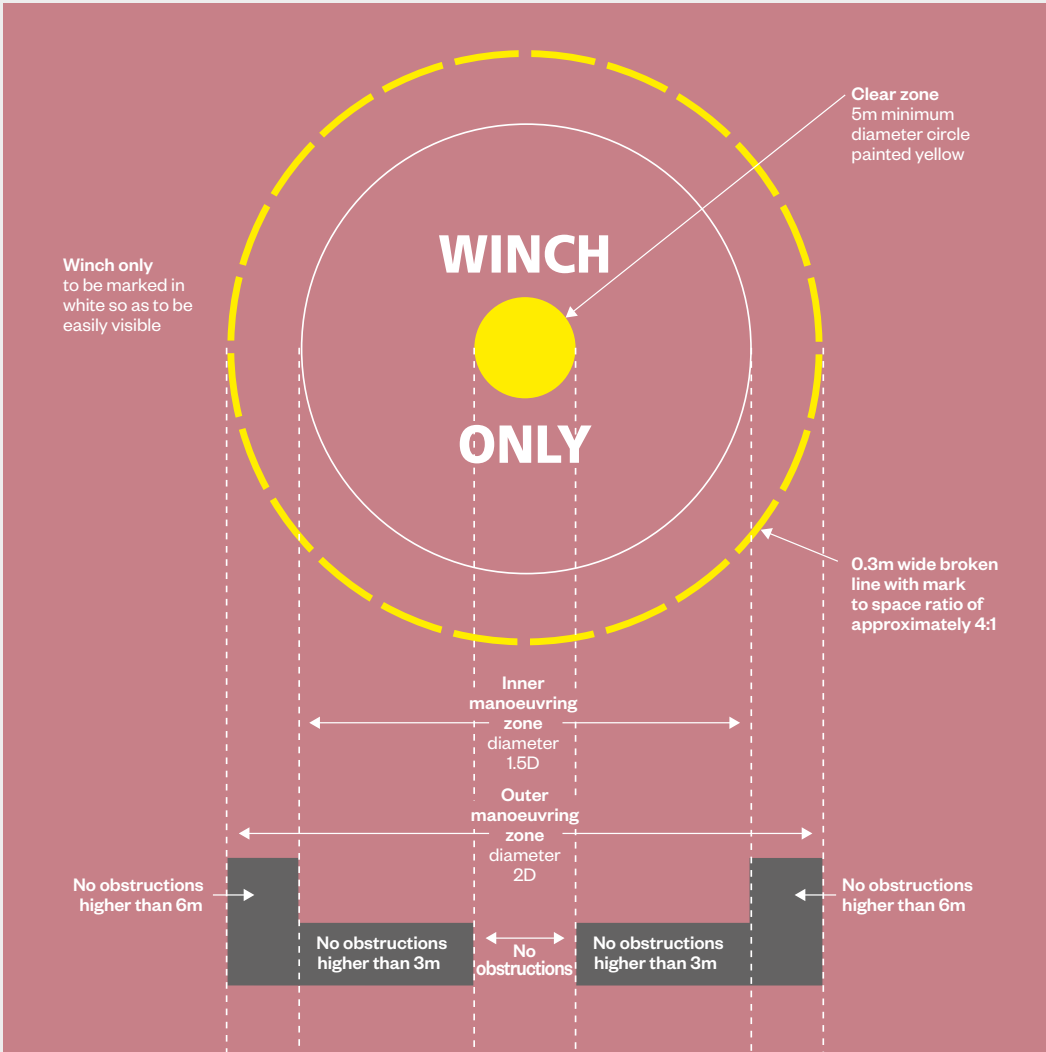 Clear zone
5m minimum
diameter circle
painted yellow
WINCH
Winch only
to be marked in
white so as to be
easily visible
ONLY
0.3m wide broken
line with mark
to space ratio of
approximately 4:1
Inner
manoeuvring
zone
diameter
1.5D
Outer
manoeuvring
zone
diameter
2D
No obstructions
higher than 6m
No obstructions
higher than 3m
No
obstructions
No obstructions
higher than 3m
No obstructions
higher than 6m